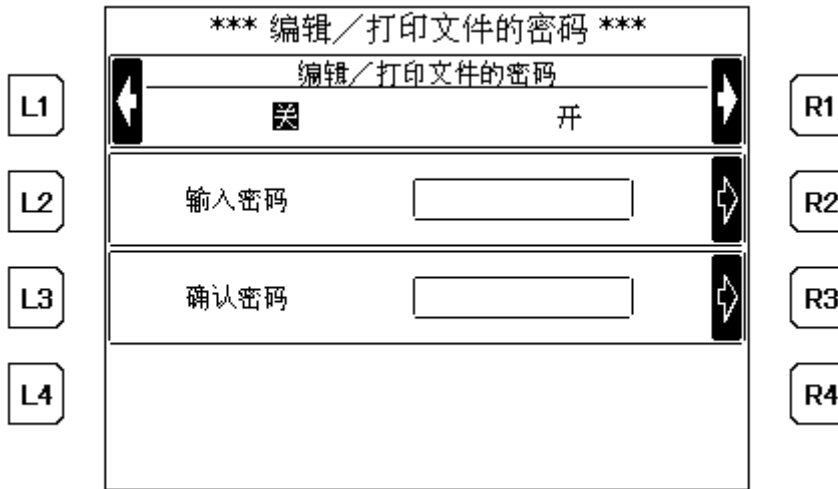 *** 编辑／打印文件的密码 ***
编辑／打印文件的密码
L1 关 开 R1
L2 输入密码 R2
L3 确认密码 R3
L4 R4